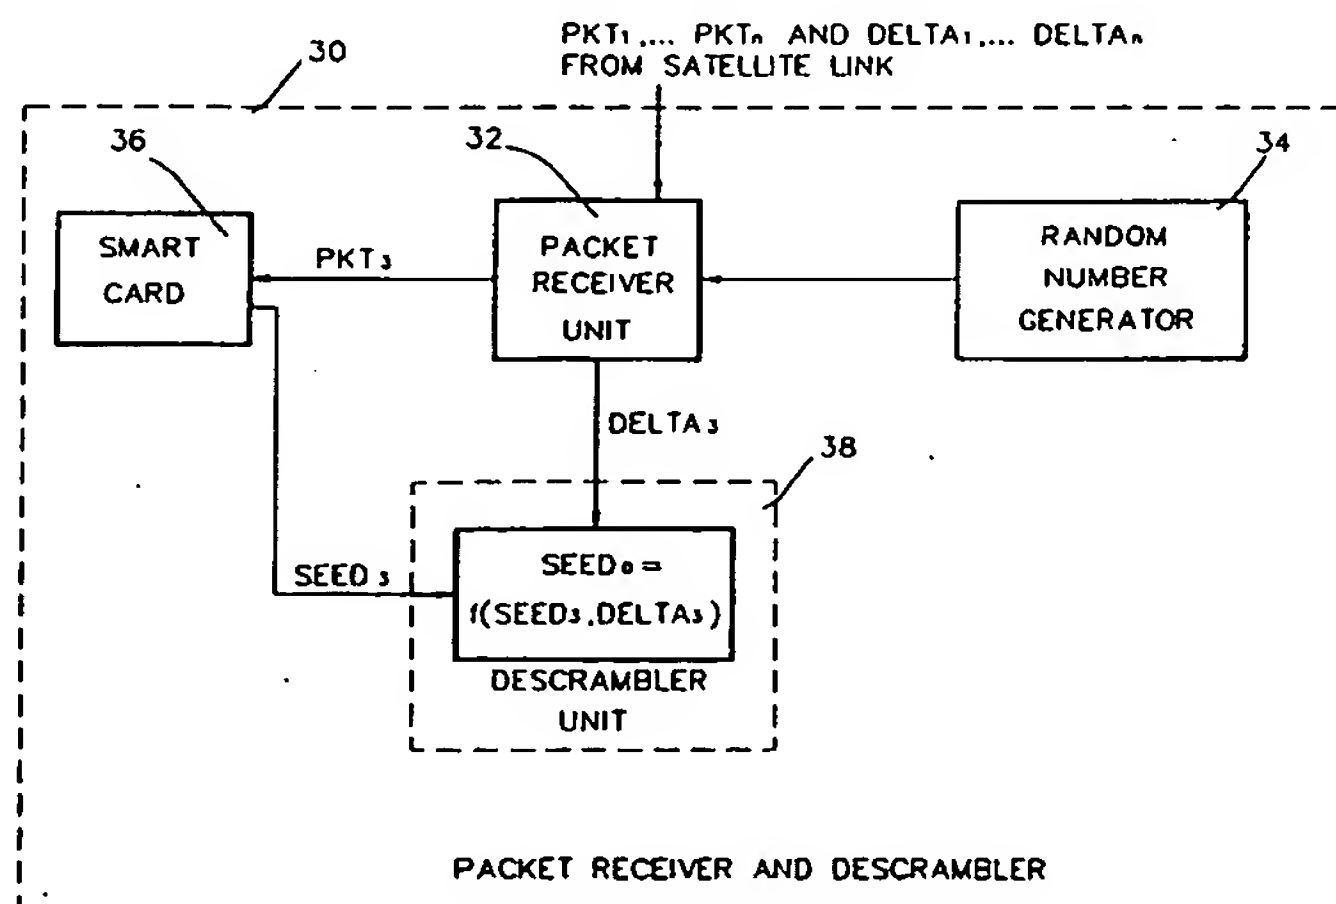 PKT₁,... PKTₙ AND DELTA₁,... DELTAₙ
FROM SATELLITE LINK
30
36
32
34
SMART
CARD
PKT₃
PACKET
RECEIVER
UNIT
RANDOM
NUMBER
GENERATOR
DELTA₃
38
SEED₃
SEED₀ =
f(SEED₃,DELTA₃)
DESCRAMBLER
UNIT
PACKET RECEIVER AND DESCRAMBLER